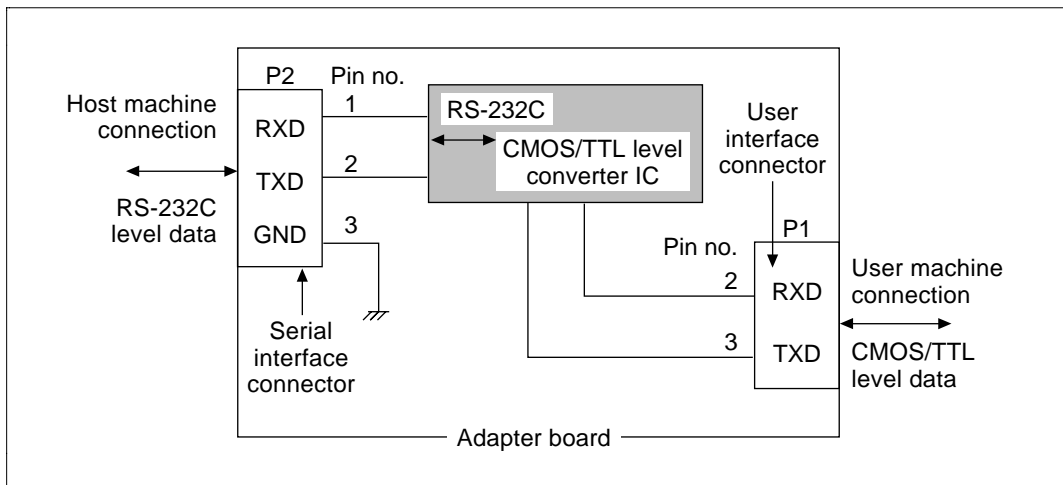 P2
Pin no.
Host machine
connection
RXD
TXD
GND
1
2
3
RS-232C
level data
RS-232C
CMOS/TTL level
converter IC
User
interface
connector
Serial
interface
connector
Pin no.
P1
2
3
RXD
TXD
User machine
connection
CMOS/TTL
level data
Adapter board